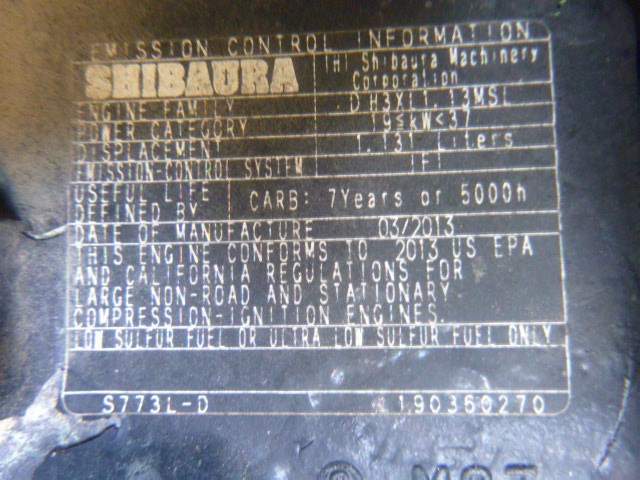 EMISSION CONTROL INFORMATION
SHIBAURA IHI Shibaura Machinery
Corporation
ENGINE FAMILY DH3XL1.13MSL
POWER CATEGORY 19≤kW<37
DISPLACEMENT 1.131 Liters
EMISSION-CONTROL SYSTEM IFI
USEFUL LIFE
DEFINED BY CARB: 7Years or 5000h
DATE OF MANUFACTURE 03/2013
THIS ENGINE CONFORMS TO 2013 US EPA
AND CALIFORNIA REGULATIONS FOR
LARGE NON-ROAD AND STATIONARY
COMPRESSION-IGNITION ENGINES.
LOW SULFUR FUEL OR ULTRA LOW SULFUR FUEL ONLY
S773L-D 190360270